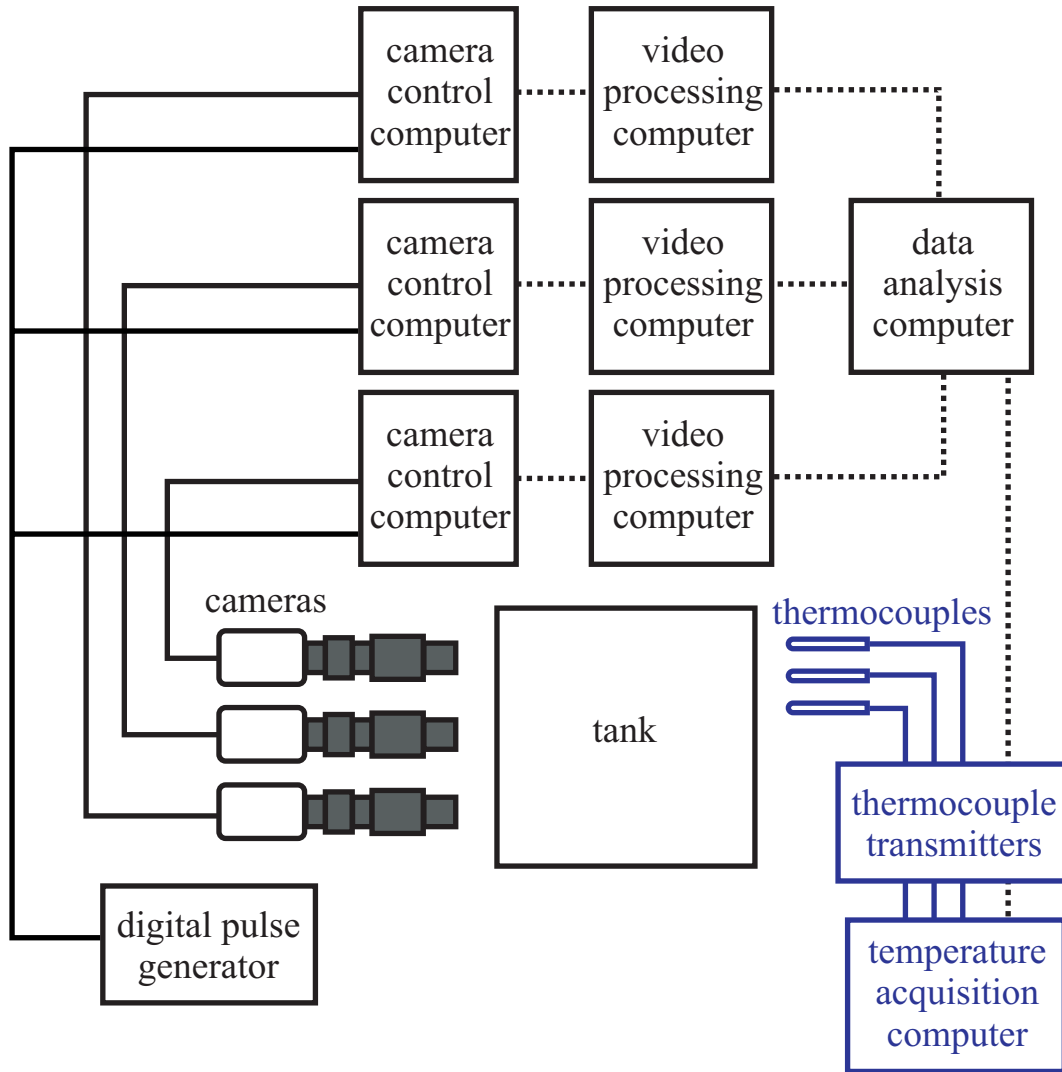 camera
control
computer
video
processing
computer
camera
control
computer
video
processing
computer
data
analysis
computer
camera
control
computer
video
processing
computer
cameras
thermocouples
tank
thermocouple
transmitters
digital pulse
generator
temperature
acquisition
computer